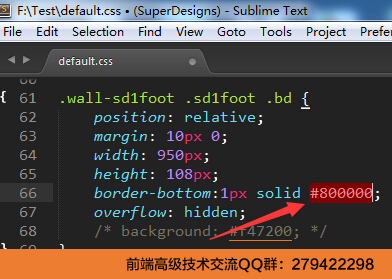 F:\Test\default.css • (SuperDesigns) - Sublime Text
File Edit Selection Find View Goto Tools Project Prefere
default.css
60
{ 61 .wall-sd1foot .sd1foot .bd {
62 position: relative;
63 margin: 10px 0;
64 width: 950px;
65 height: 108px;
66 border-bottom:1px solid #800000;
67 overflow: hidden;
68 /* background: #f47200; */
}
前端高级技术交流QQ群：279422298